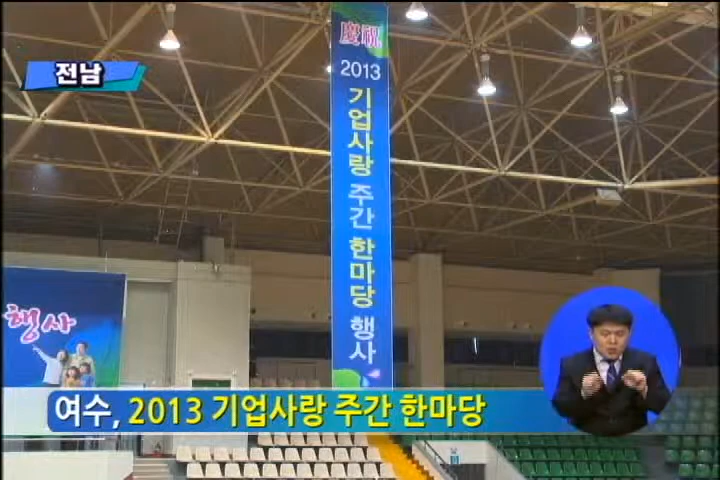 慶祝
2013
기업사랑 주간 한마당 행사
전남
행사
여수, 2013 기업사랑 주간 한마당